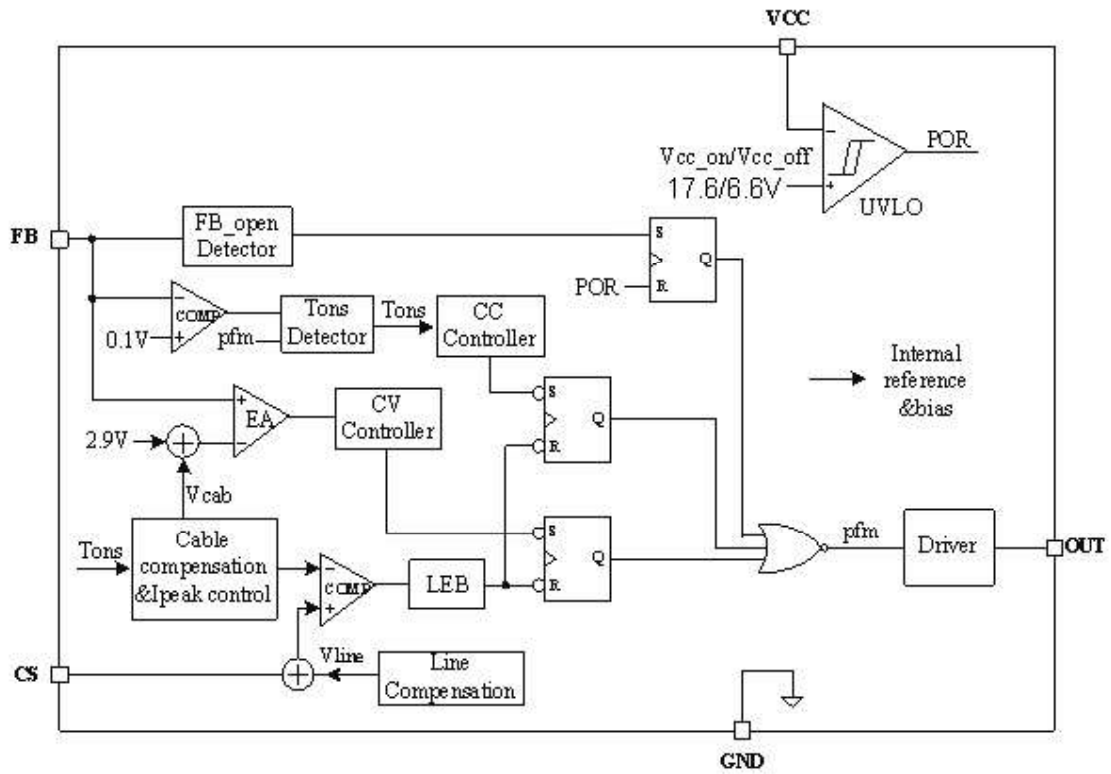 VCC
POR
Vcc_on/Vcc_off
17.6/6.6V
UVLO
FB
FB_open
Detector
S
Q
R
POR
COMP
0.1V
pfm
Tons
Detector
Tons
CC
Controller
Internal
reference
&bias
S
Q
R
EA
CV
Controller
2.9V
Vcab
Tons
Cable
compensation
&Ipeak control
COMP
LEB
S
Q
R
pfm
Driver
OUT
CS
Vline
Line
Compensation
GND